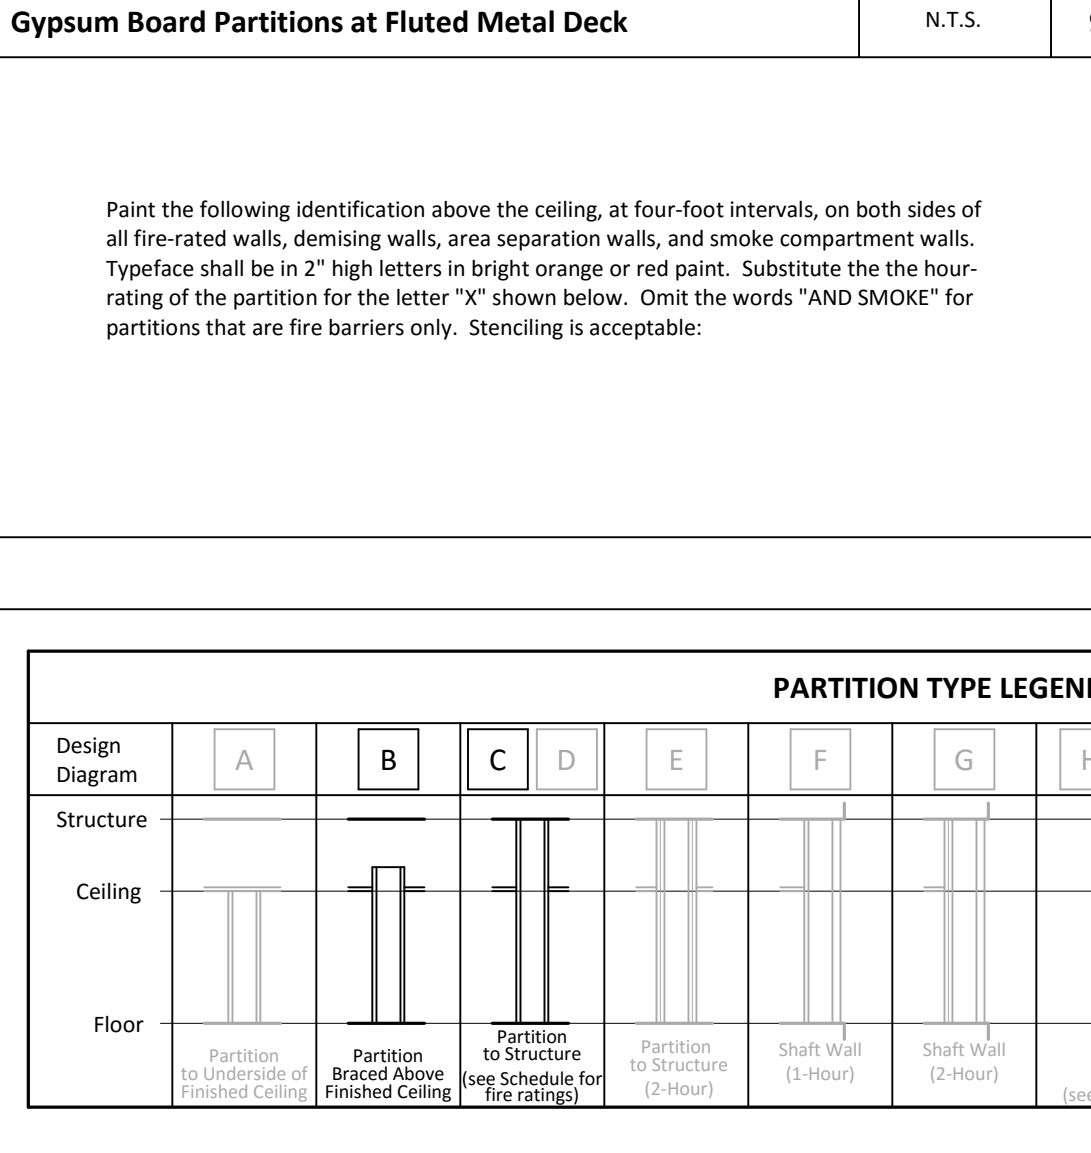 Gypsum Board Partitions at Fluted Metal Deck
N.T.S.
Paint the following identification above the ceiling, at four-foot intervals, on both sides of
all fire-rated walls, demising walls, area separation walls, and smoke compartment walls.
Typeface shall be in 2" high letters in bright orange or red paint.  Substitute the the hour-
rating of the partition for the letter "X" shown below.  Omit the words "AND SMOKE" for
partitions that are fire barriers only.  Stenciling is acceptable:
PARTITION TYPE LEGEN
Design
Diagram
A
B
C
D
E
F
G
H
Structure
Ceiling
Floor
Partition
to Underside of
Finished Ceiling
Partition
Braced Above
Finished Ceiling
Partition
to Structure
(see Schedule for
fire ratings)
Partition
to Structure
(2-Hour)
Shaft Wall
(1-Hour)
Shaft Wall
(2-Hour)
(see